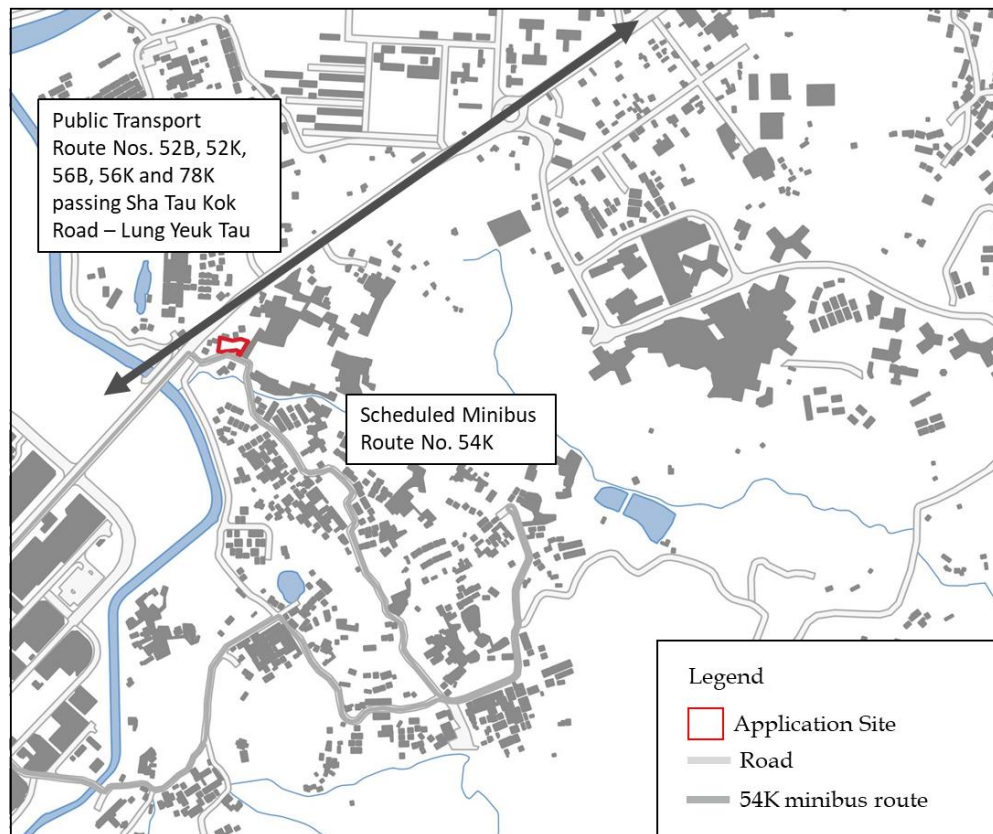 Public Transport
Route Nos. 52B, 52K,
56B, 56K and 78K
passing Sha Tau Kok
Road – Lung Yeuk Tau
Scheduled Minibus
Route No. 54K
Legend
Application Site
Road
54K minibus route